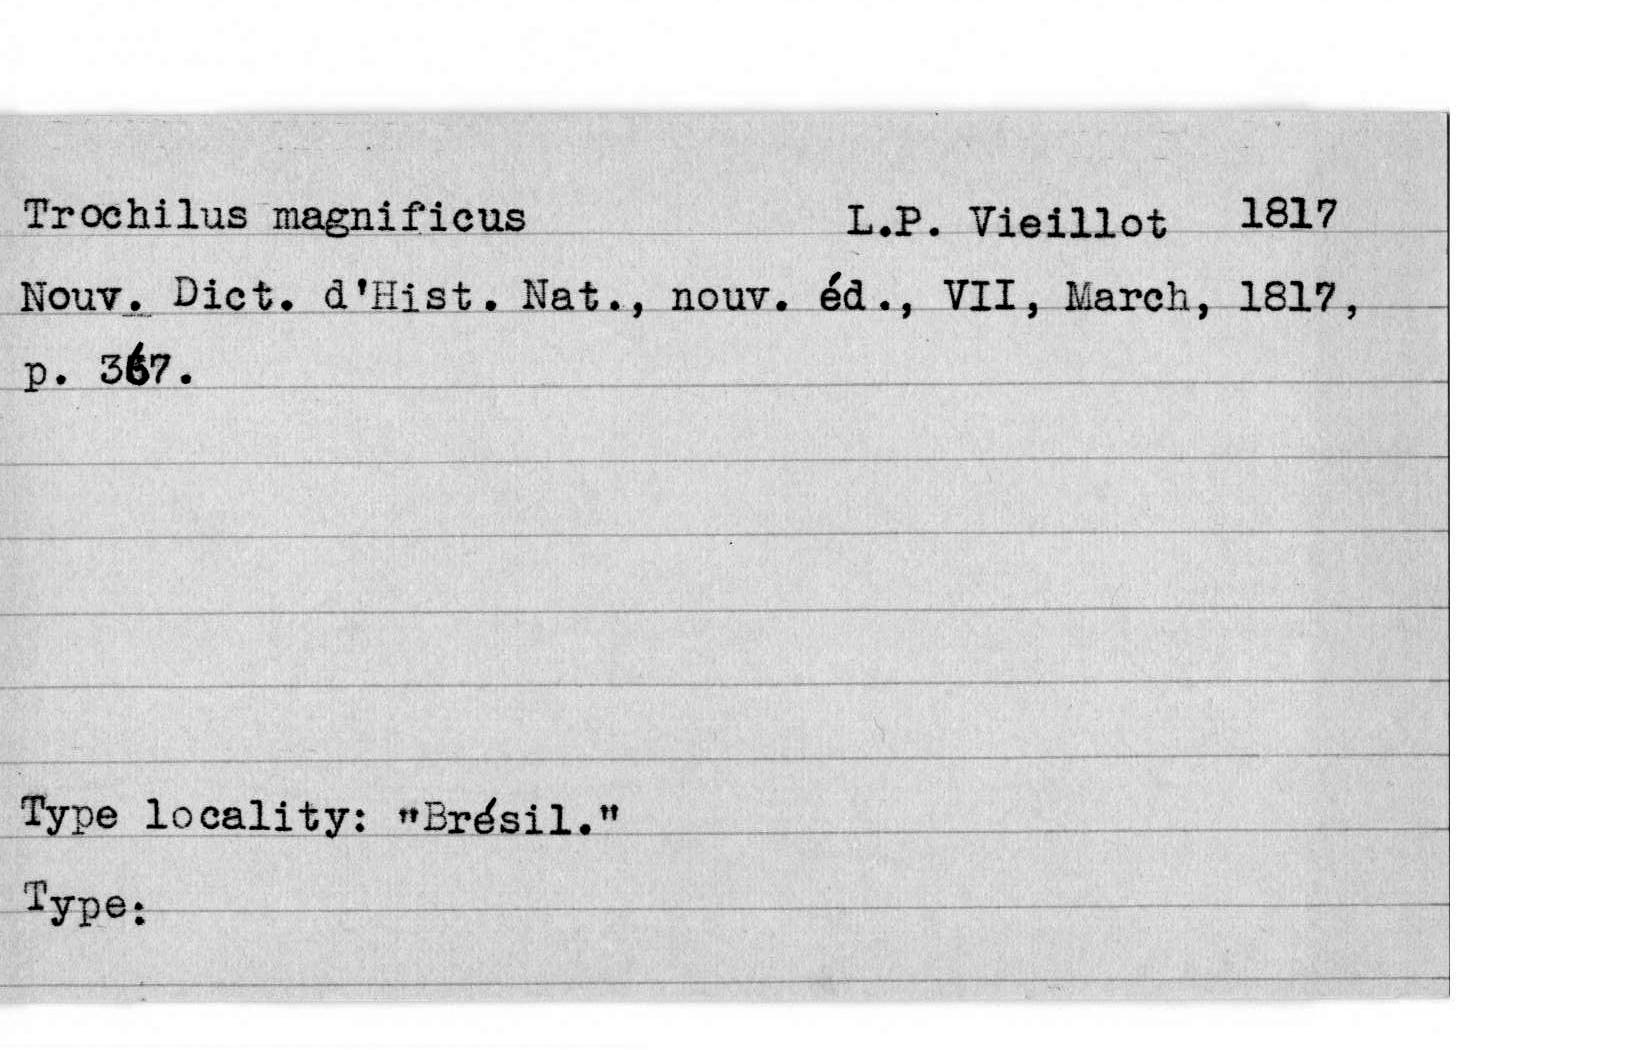 Trochilus magnificus L.P. Vieillot 1817
Nouv. Dict. d'Hist. Nat., nouv. éd., VII, March, 1817,
p. 367.
Type locality: "Brésil."
Type: